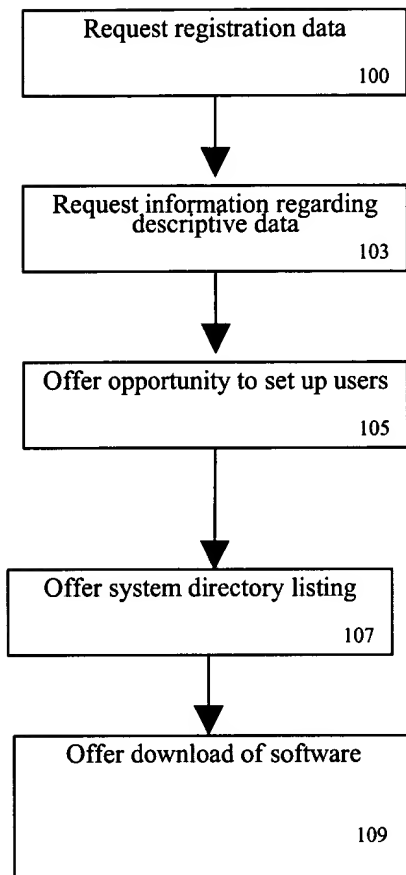 Request registration data
100
Request information regarding
descriptive data
103
Offer opportunity to set up users
105
Offer system directory listing
107
Offer download of software
109